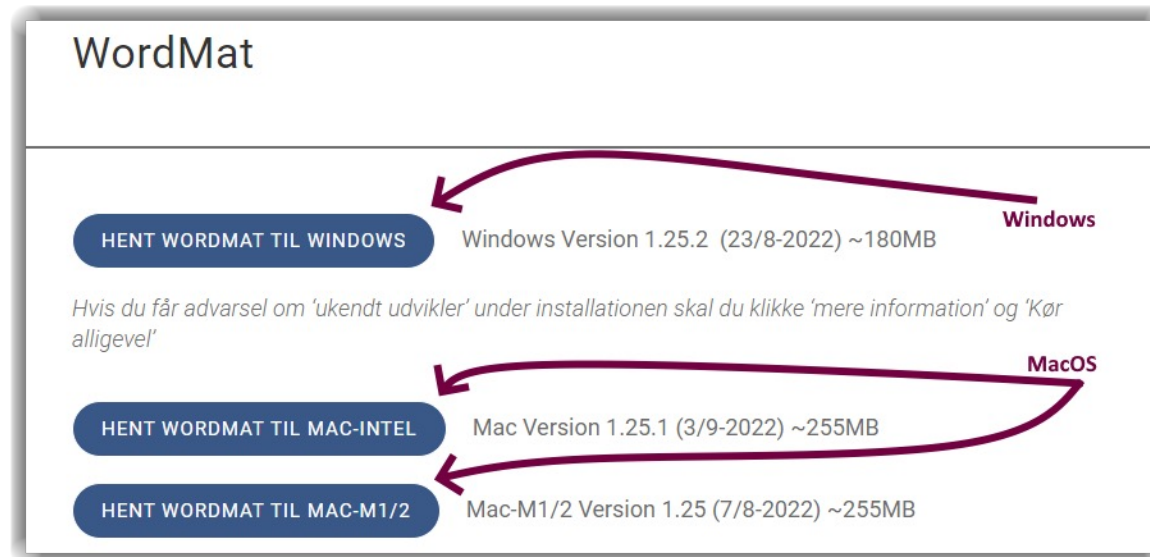 WordMat
Windows
HENT WORDMAT TIL WINDOWS Windows Version 1.25.2 (23/8-2022) ~180MB
Hvis du får advarsel om ‘ukendt udvikler’ under installationen skal du klikke ‘mere information’ og ‘Kør
alligevel’
MacOS
HENT WORDMAT TIL MAC-INTEL Mac Version 1.25.1 (3/9-2022) ~255MB
HENT WORDMAT TIL MAC-M1/2 Mac-M1/2 Version 1.25 (7/8-2022) ~255MB